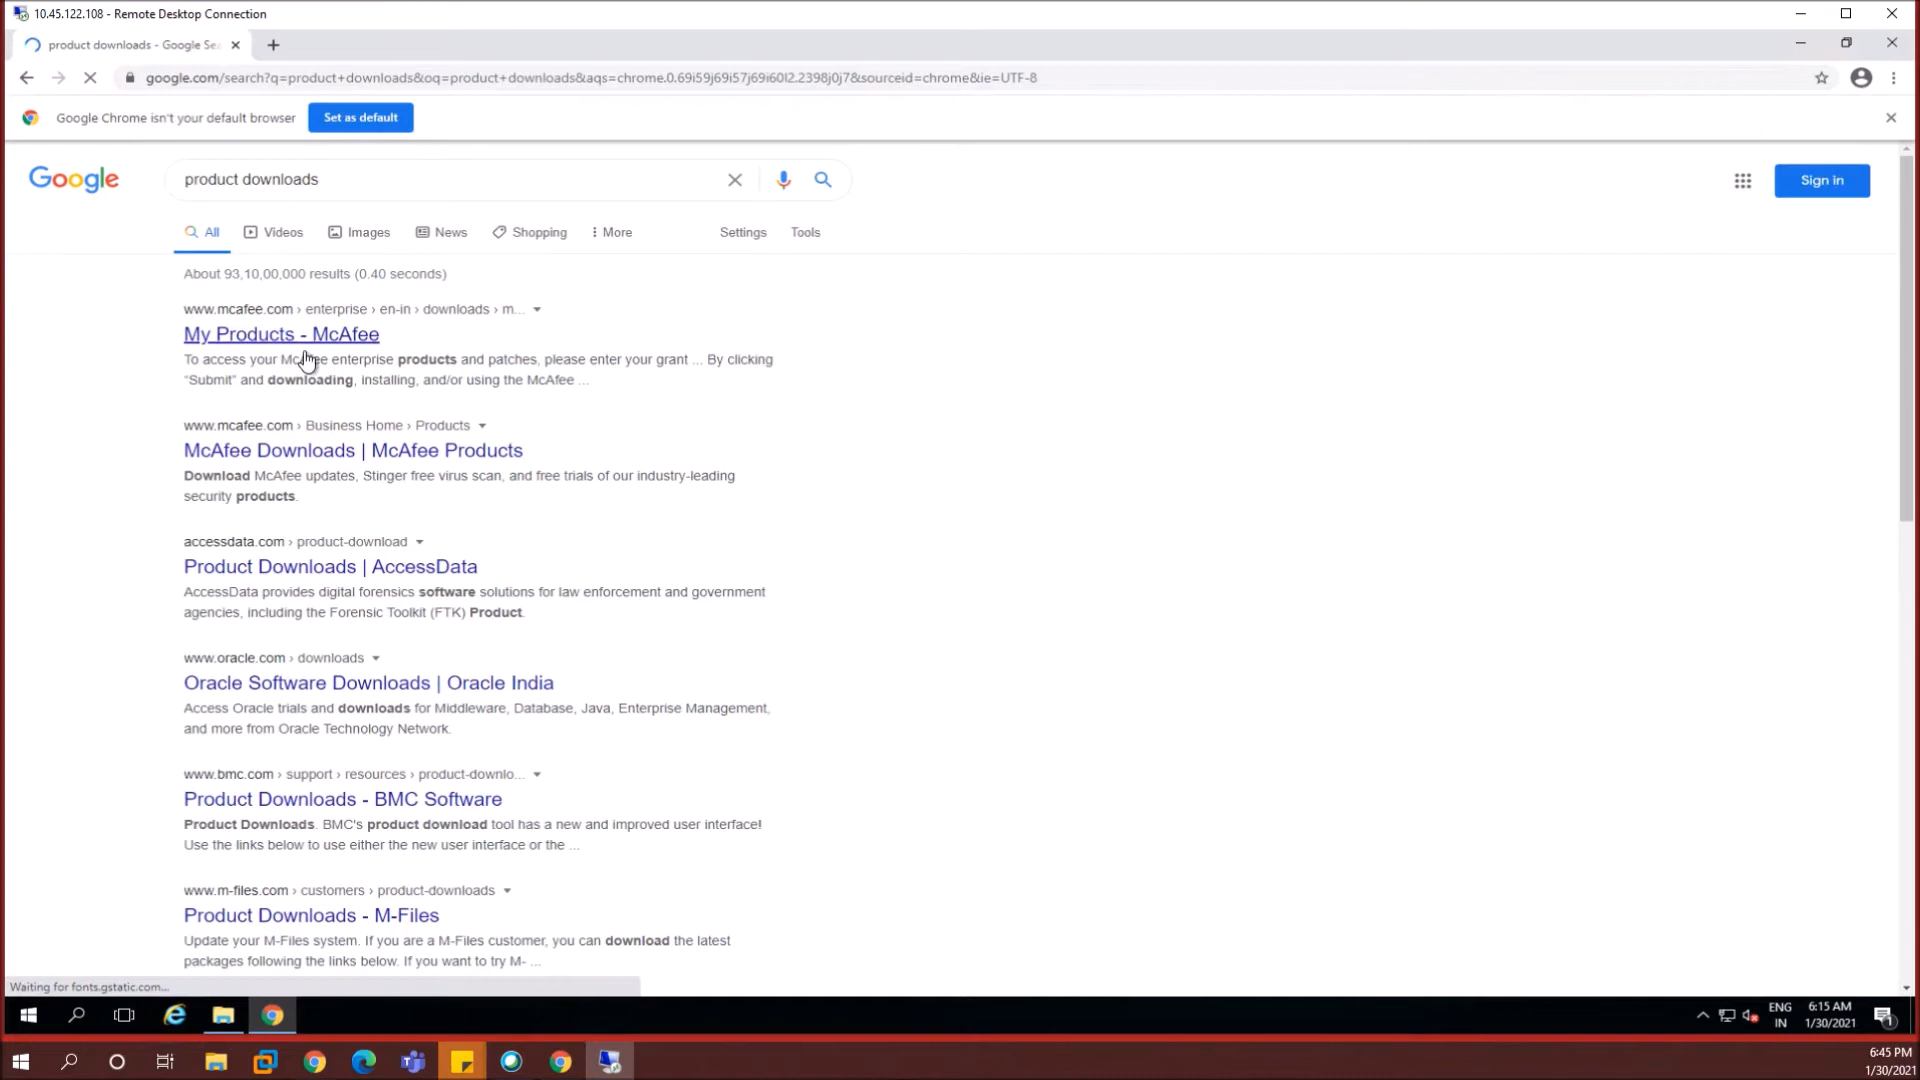 10.45.122.108 - Remote Desktop Connection
product downloads - Google Sea
google.com/search?q=product+downloads&oq=product+downloads&aqs=chrome.0.69i59j69i57j69i60l2.2398j0j7&sourceid=chrome&ie=UTF-8
Google Chrome isn't your default browser
Set as default
Google
product downloads
Sign in
All
Videos
Images
News
Shopping
More
Settings
Tools
About 93,10,00,000 results (0.40 seconds)
www.mcafee.com › enterprise › en-in › downloads › m...
My Products - McAfee
To access your McAfee enterprise products and patches, please enter your grant ... By clicking
"Submit" and downloading, installing, and/or using the McAfee ...
www.mcafee.com › Business Home › Products
McAfee Downloads | McAfee Products
Download McAfee updates, Stinger free virus scan, and free trials of our industry-leading
security products.
accessdata.com › product-download
Product Downloads | AccessData
AccessData provides digital forensics software solutions for law enforcement and government
agencies, including the Forensic Toolkit (FTK) Product.
www.oracle.com › downloads
Oracle Software Downloads | Oracle India
Access Oracle trials and downloads for Middleware, Database, Java, Enterprise Management,
and more from Oracle Technology Network.
www.bmc.com › support › resources › product-downlo...
Product Downloads - BMC Software
Product Downloads. BMC's product download tool has a new and improved user interface!
Use the links below to use either the new user interface or the ...
www.m-files.com › customers › product-downloads
Product Downloads - M-Files
Update your M-Files system. If you are a M-Files customer, you can download the latest
packages following the links below. If you want to try M- ...
Waiting for fonts.gstatic.com...
ENG
IN
6:15 AM
1/30/2021
1
6:45 PM
1/30/2021